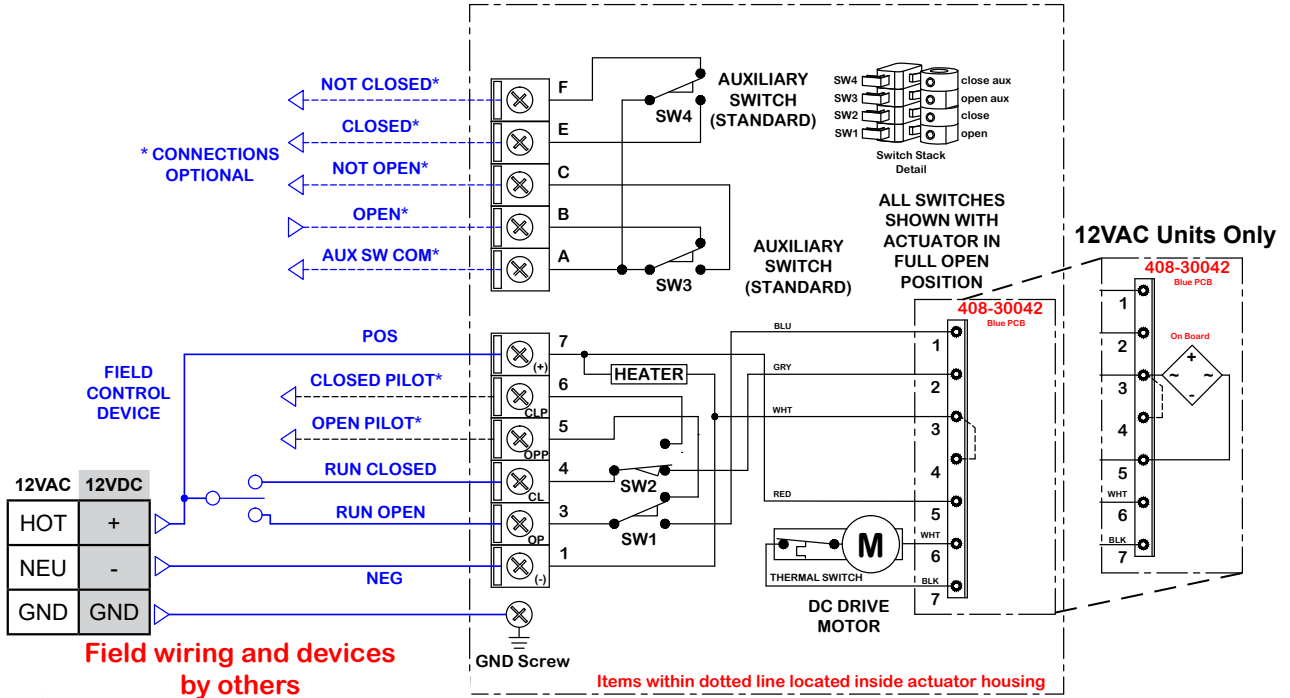 NOT CLOSED*
CLOSED*
* CONNECTIONS
OPTIONAL
NOT OPEN*
OPEN*
AUX SW COM*
F
E
C
B
A
SW4
AUXILIARY
SWITCH
(STANDARD)
SW3
AUXILIARY
SWITCH
(STANDARD)
SW4
SW3
SW2
SW1
close aux
open aux
close
open
Switch Stack
Detail
ALL SWITCHES
SHOWN WITH
ACTUATOR IN
FULL OPEN
POSITION
12VAC Units Only
408-30042
Blue PCB
1
2
3
4
5
WHT
6
BLK
7
On Board
+
~ ~
-
408-30042
Blue PCB
BLU
1
GRY
2
WHT
3
4
RED
5
WHT
6
BLK
7
POS
FIELD
CONTROL
DEVICE
CLOSED PILOT*
OPEN PILOT*
RUN CLOSED
RUN OPEN
NEG
7
(+)
6
CLP
5
OPP
4
CL
3
OP
1
(-)
HEATER
SW2
SW1
M
THERMAL SWITCH
DC DRIVE
MOTOR
12VAC 12VDC
HOT +
NEU -
GND GND
GND Screw
Field wiring and devices
by others
Items within dotted line located inside actuator housing